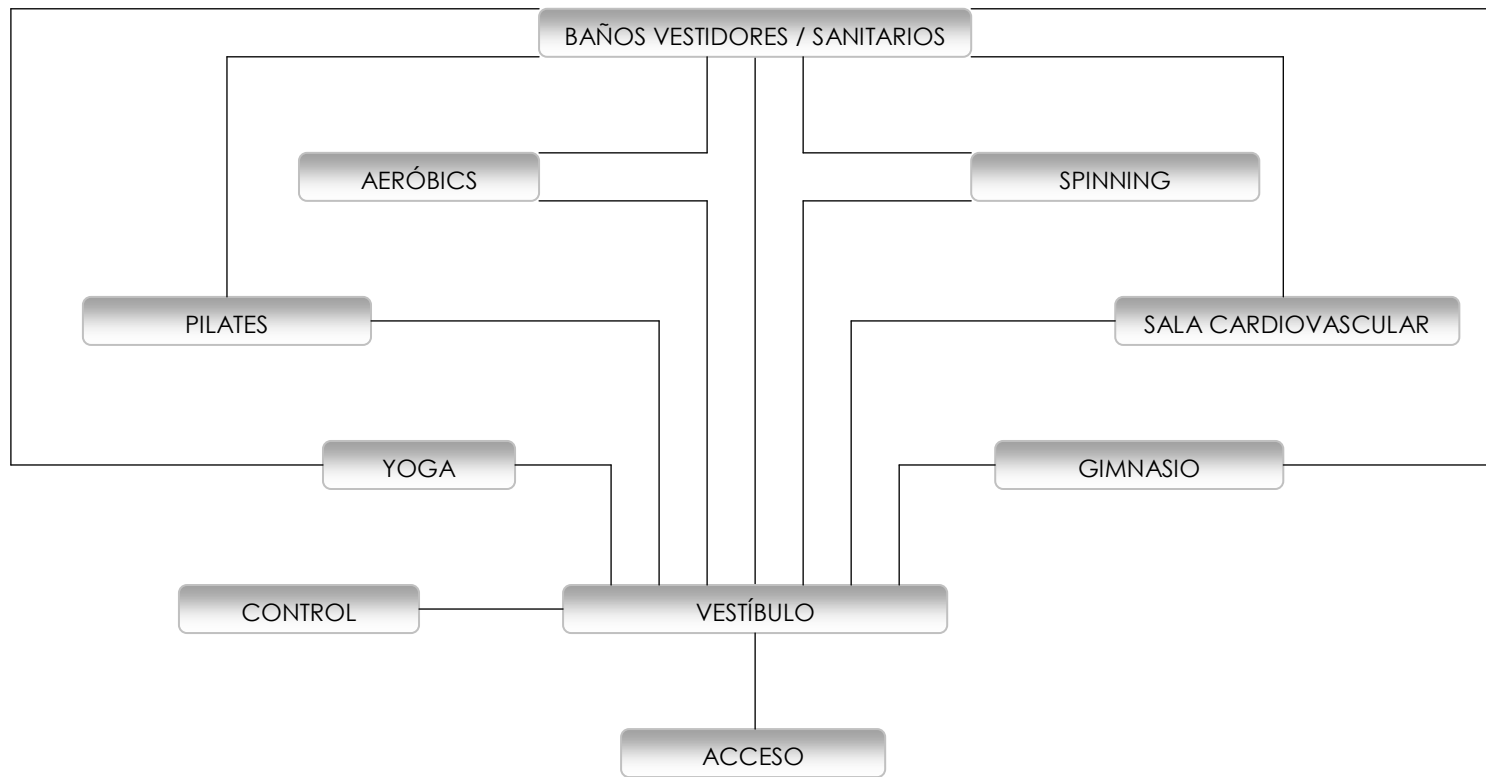 BAÑOS VESTIDORES / SANITARIOS
AERÓBICS
SPINNING
PILATES
SALA CARDIOVASCULAR
YOGA
GIMNASIO
CONTROL
VESTÍBULO
ACCESO